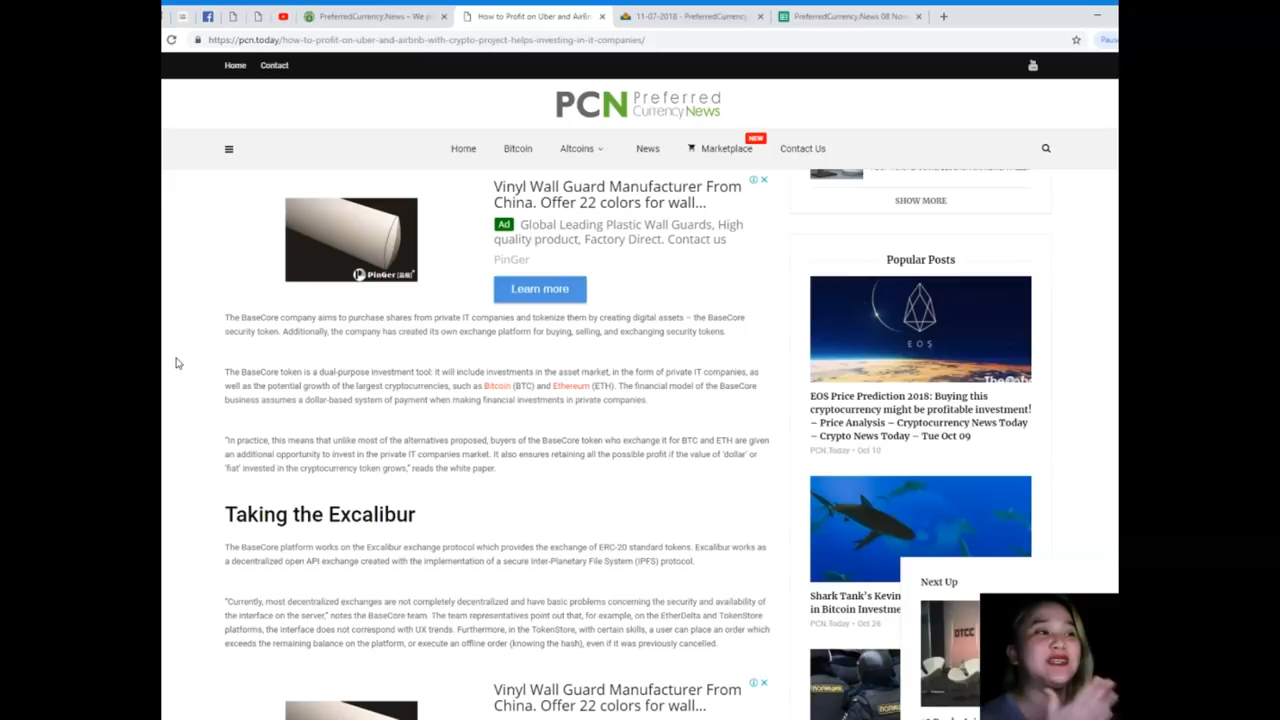 PreferredCurrency.News – We p
How to Profit on Uber and AirBn
11-07-2018 - PreferredCurrency
PreferredCurrency.News 08 Nov
https://pcn.today/how-to-profit-on-uber-and-airbnb-with-crypto-project-helps-investing-in-it-companies/
Home Contact
PCN Preferred CurrencyNews
NEW
Home Bitcoin Altcoins News Marketplace Contact Us
Vinyl Wall Guard Manufacturer From
China. Offer 22 colors for wall...
Ad Global Leading Plastic Wall Guards, High
quality product, Factory Direct. Contact us
PinGer
Learn more
PinGer
The BaseCore company aims to purchase shares from private IT companies and tokenize them by creating digital assets – the BaseCore
security token. Additionally, the company has created its own exchange platform for buying, selling, and exchanging security tokens.
The BaseCore token is a dual-purpose investment tool: it will include investments in the asset market, in the form of private IT companies, as
well as the potential growth of the largest cryptocurrencies, such as Bitcoin (BTC) and Ethereum (ETH). The financial model of the BaseCore
business assumes a dollar-based system of payment when making financial investments in private companies.
"In practice, this means that unlike most of the alternatives proposed, buyers of the BaseCore token who exchange it for BTC and ETH are given
an additional opportunity to invest in the private IT companies market. It also ensures retaining all the possible profit if the value of 'dollar' or
'fiat' invested in the cryptocurrency token grows," reads the white paper.
Taking the Excalibur
The BaseCore platform works on the Excalibur exchange protocol which provides the exchange of ERC-20 standard tokens. Excalibur works as
a decentralized open API exchange created with the implementation of a secure Inter-Planetary File System (IPFS) protocol.
"Currently, most decentralized exchanges are not completely decentralized and have basic problems concerning the security and availability of
the interface on the server," notes the BaseCore team. The team representatives point out that, for example, on the EtherDelta and TokenStore
platforms, the interface does not correspond with UX trends. Furthermore, in the TokenStore, with certain skills, a user can place an order which
exceeds the remaining balance on the platform, or execute an offline order (knowing the hash), even if it was previously cancelled.
Vinyl Wall Guard Manufacturer From
China. Offer 22 colors for wall...
SHOW MORE
Popular Posts
EOS
EOS Price Prediction 2018: Buying this
cryptocurrency might be profitable investment!
– Price Analysis – Cryptocurrency News Today
– Crypto News Today – Tue Oct 09
PCN.Today • Oct 10
Shark Tank's Kevin
in Bitcoin Investme
PCN.Today • Oct 26
Next Up
DTCC